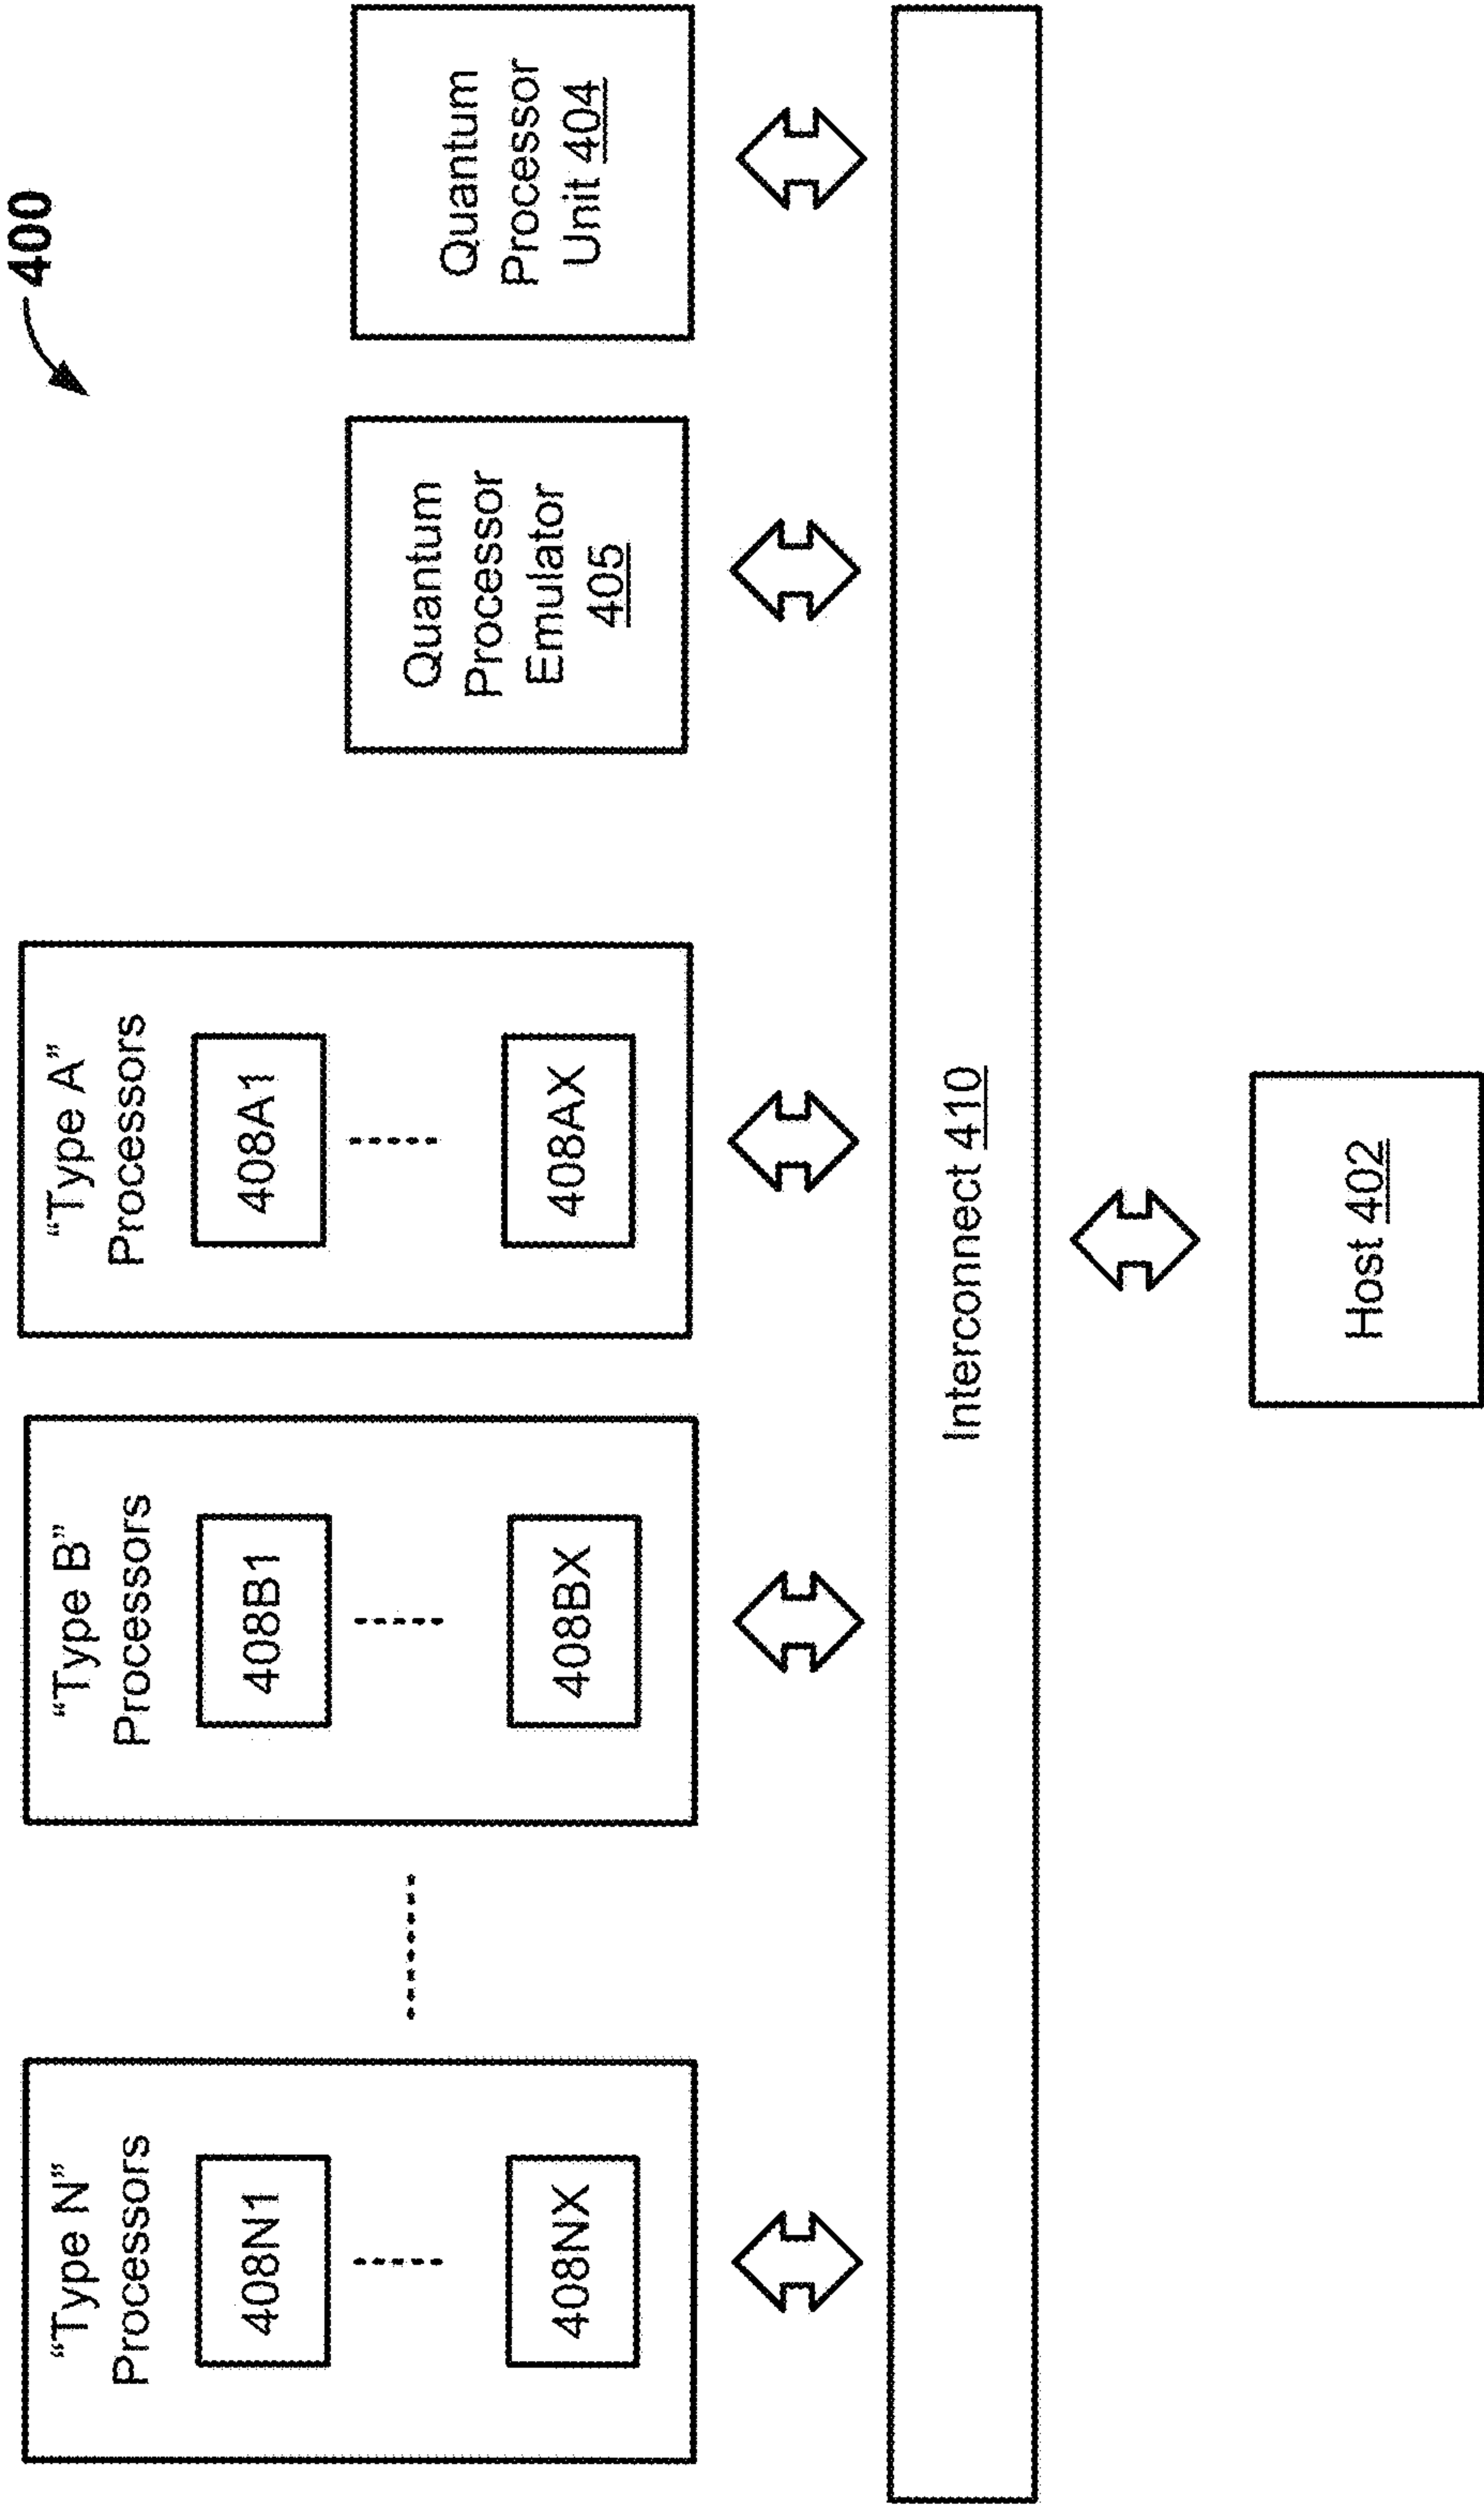 400
“Type N”
Processors
408N1
408NX
“Type B”
Processors
408B1
408BX
“Type A”
Processors
408A1
408AX
Quantum
Processor
Emulator
405
Quantum
Processor
Unit 404
Interconnect 410
Host 402